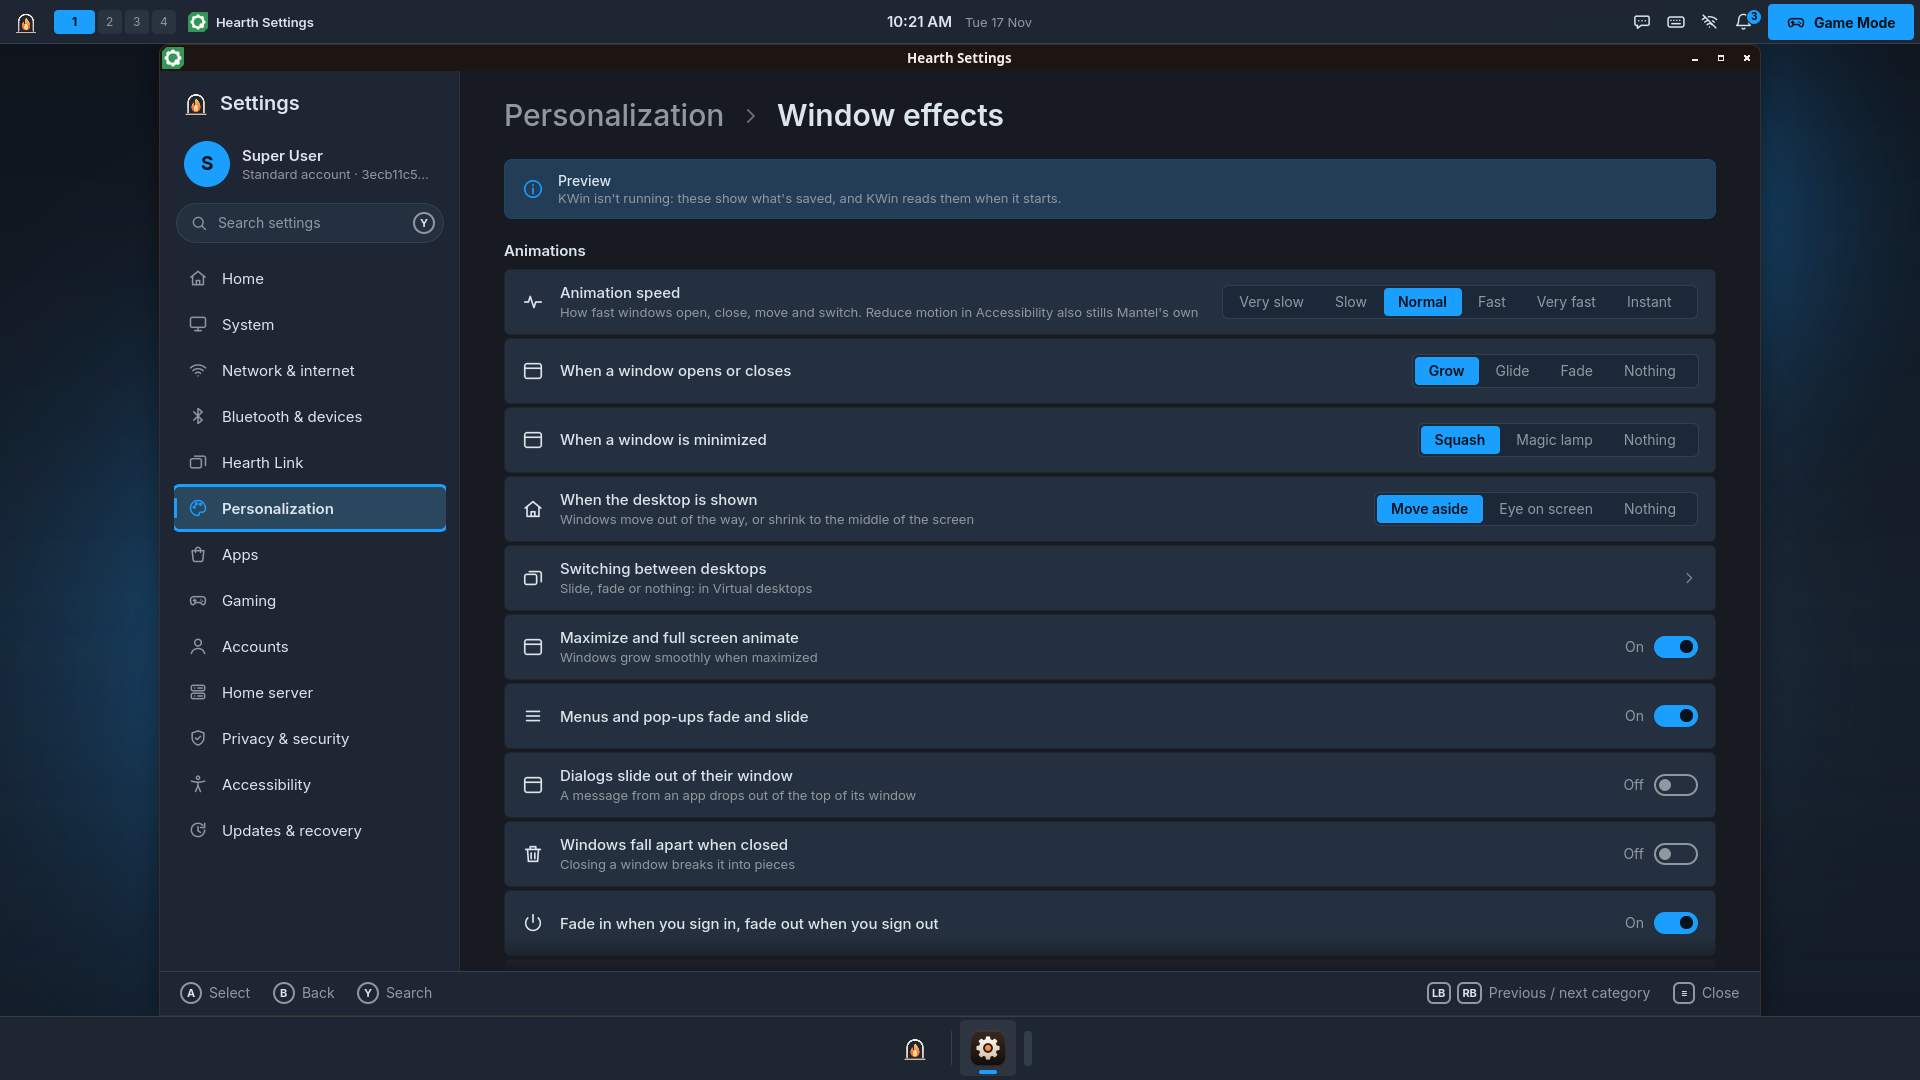 1 2 3 4 Hearth Settings
10:21 AM Tue 17 Nov
3
Game Mode
Hearth Settings
Settings
S
Super User
Standard account · 3ecb11c5...
Search settings
Y
Home
System
Network & internet
Bluetooth & devices
Hearth Link
Personalization
Apps
Gaming
Accounts
Home server
Privacy & security
Accessibility
Updates & recovery
Personalization > Window effects
Preview
KWin isn't running: these show what's saved, and KWin reads them when it starts.
Animations
Animation speed
How fast windows open, close, move and switch. Reduce motion in Accessibility also stills Mantel's own
Very slow Slow Normal Fast Very fast Instant
When a window opens or closes
Grow Glide Fade Nothing
When a window is minimized
Squash Magic lamp Nothing
When the desktop is shown
Windows move out of the way, or shrink to the middle of the screen
Move aside Eye on screen Nothing
Switching between desktops
Slide, fade or nothing: in Virtual desktops
Maximize and full screen animate
Windows grow smoothly when maximized
On
Menus and pop-ups fade and slide
On
Dialogs slide out of their window
A message from an app drops out of the top of its window
Off
Windows fall apart when closed
Closing a window breaks it into pieces
Off
Fade in when you sign in, fade out when you sign out
On
A Select B Back Y Search
LB RB Previous / next category Close